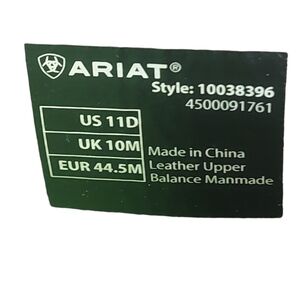 ARIAT®
Style: 10038396
4500091761
US 11D
UK 10M
EUR 44.5M
Made in China
Leather Upper
Balance Manmade